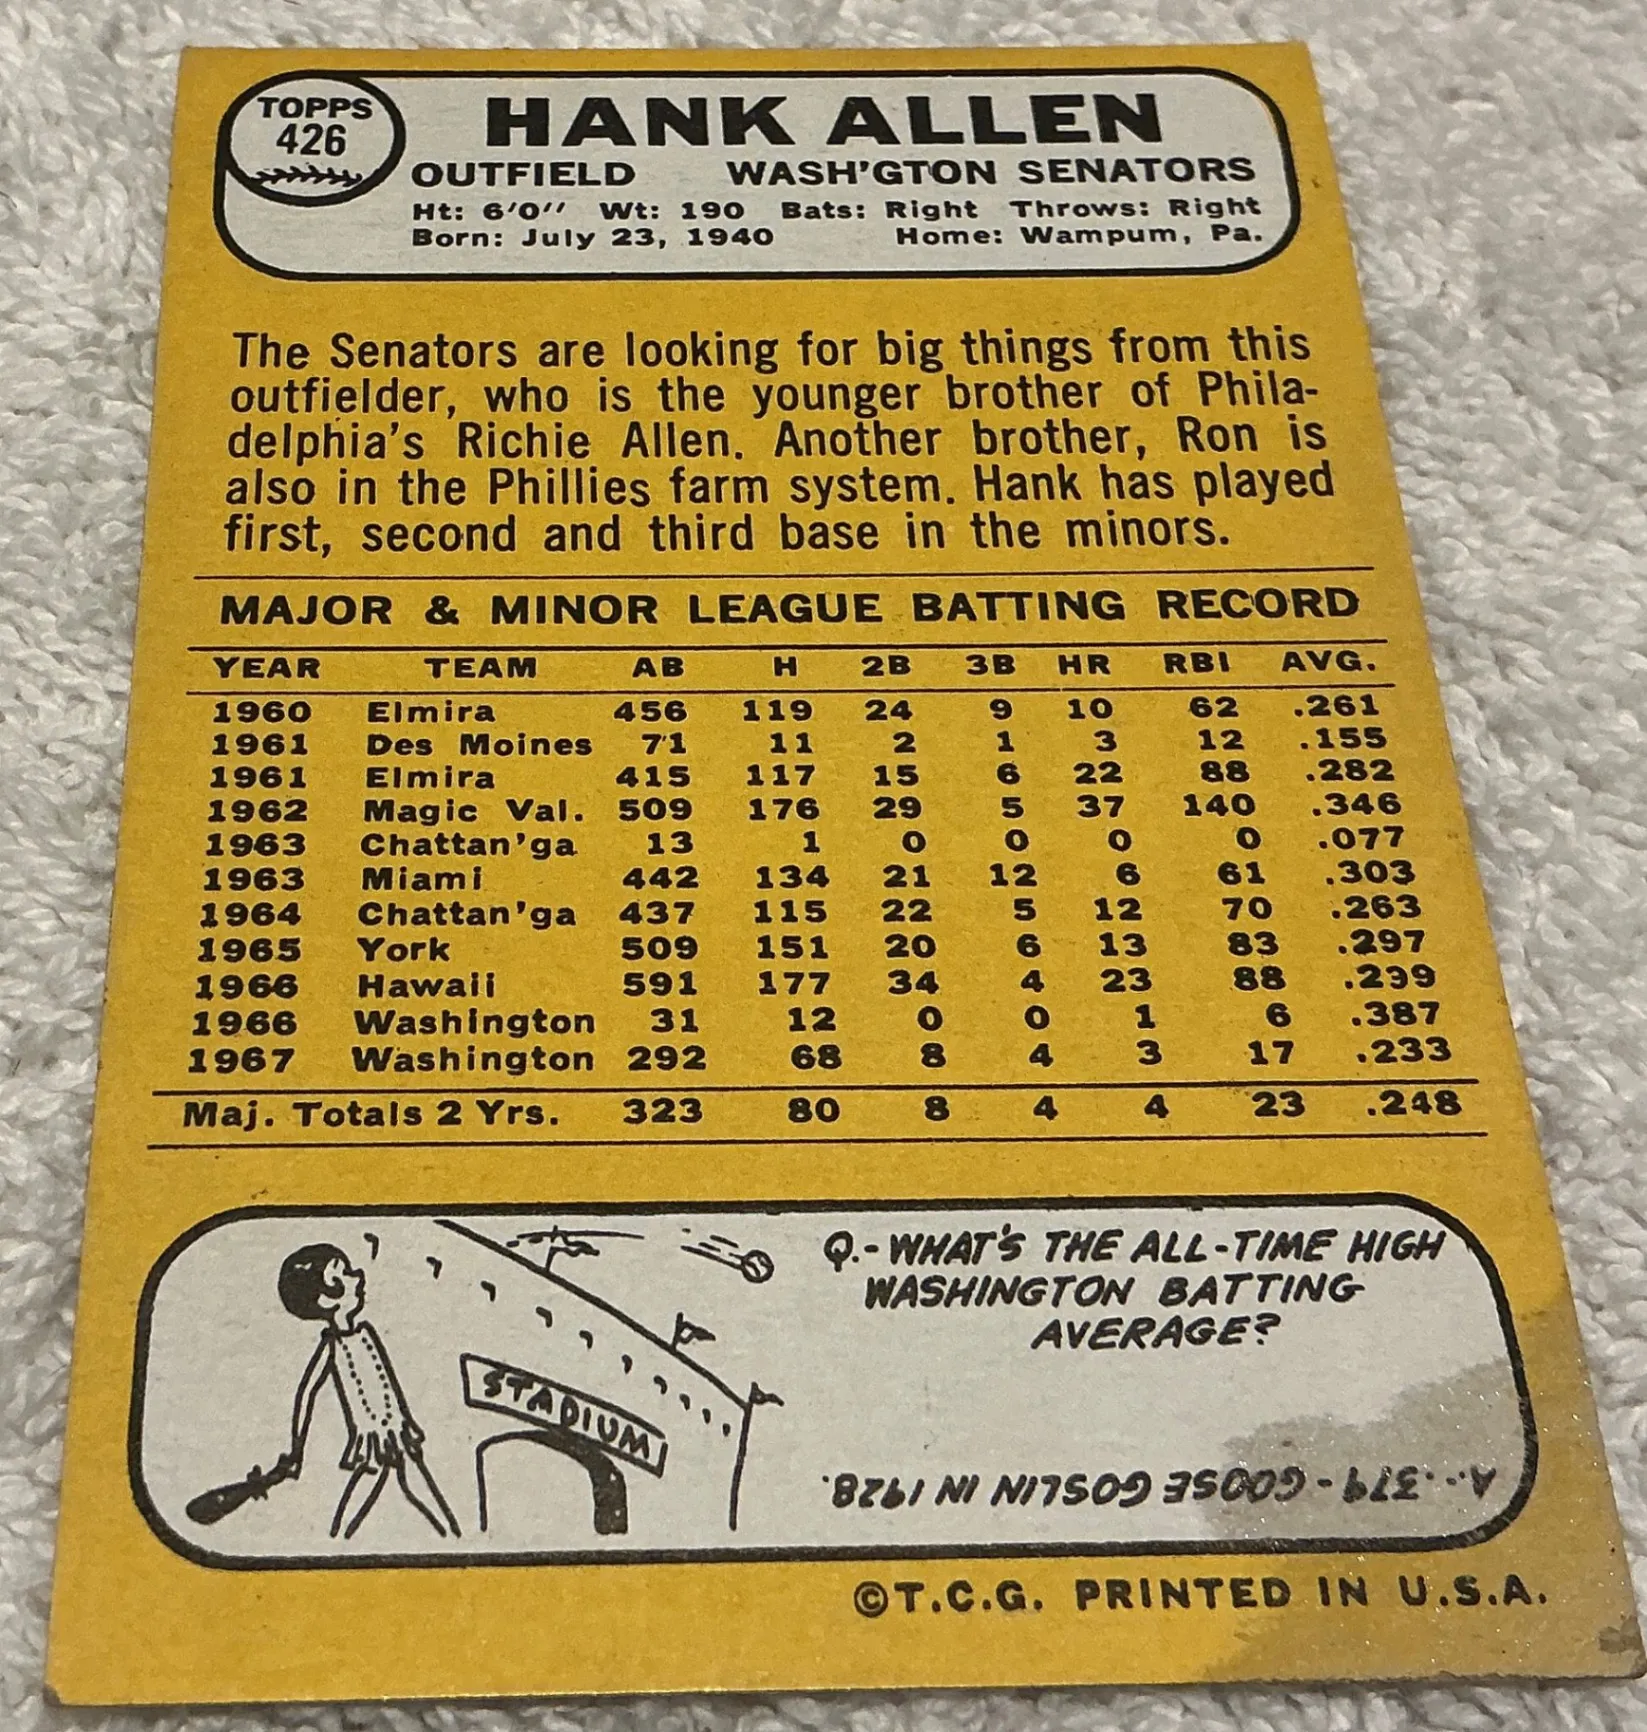 TOPPS
426
HANK ALLEN
OUTFIELD WASH'GTON SENATORS
Ht: 6'0" Wt: 190 Bats: Right Throws: Right
Born: July 23, 1940 Home: Wampum, Pa.
The Senators are looking for big things from this
outfielder, who is the younger brother of Phila-
delphia's Richie Allen. Another brother, Ron is
also in the Phillies farm system. Hank has played
first, second and third base in the minors.
MAJOR & MINOR LEAGUE BATTING RECORD
YEAR TEAM AB H 2B 3B HR RBI AVG.
1960 Elmira 456 119 24 9 10 62 .261
1961 Des Moines 71 11 2 1 3 12 .155
1961 Elmira 415 117 15 6 22 88 .282
1962 Magic Val. 509 176 29 5 37 140 .346
1963 Chattan'ga 13 1 0 0 0 0 .077
1963 Miami 442 134 21 12 6 61 .303
1964 Chattan'ga 437 115 22 5 12 70 .263
1965 York 509 151 20 6 13 83 .297
1966 Hawaii 591 177 34 4 23 88 .299
1966 Washington 31 12 0 0 1 6 .387
1967 Washington 292 68 8 4 3 17 .233
Maj. Totals 2 Yrs. 323 80 8 4 4 23 .248
STADIUM
Q.-WHAT'S THE ALL-TIME HIGH
WASHINGTON BATTING
AVERAGE?
A.-.379-GOOSE GOSLIN IN 1928.
©T.C.G. PRINTED IN U.S.A.